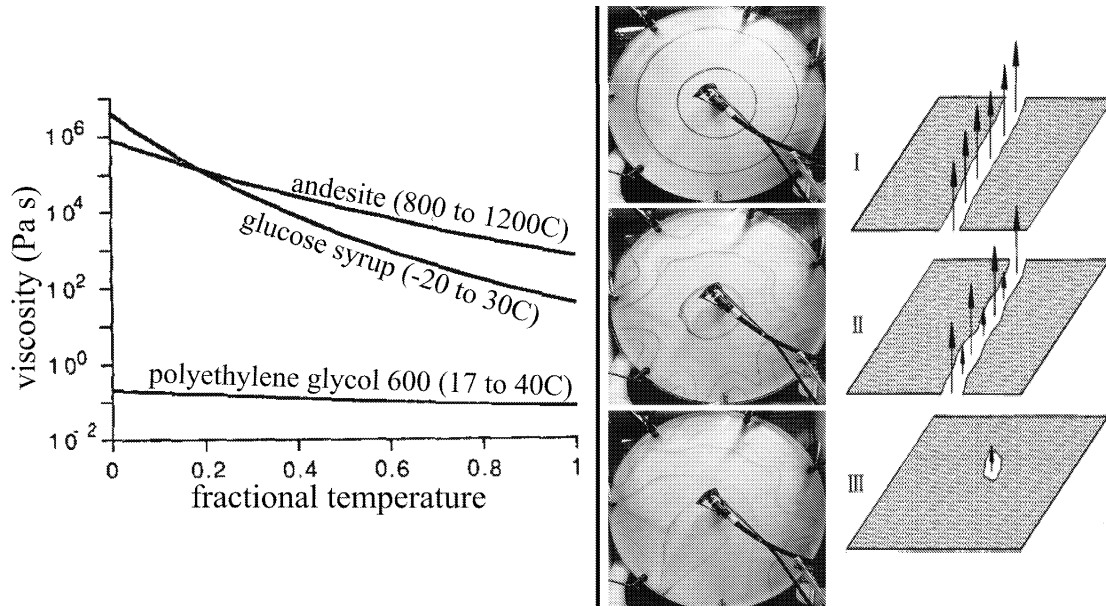 10^6
10^4
10^2
10^0
10^-2
viscosity (Pa s)
andesite (800 to 1200C)
glucose syrup (-20 to 30C)
polyethylene glycol 600 (17 to 40C)
0 0.2 0.4 0.6 0.8 1
fractional temperature
I
II
III